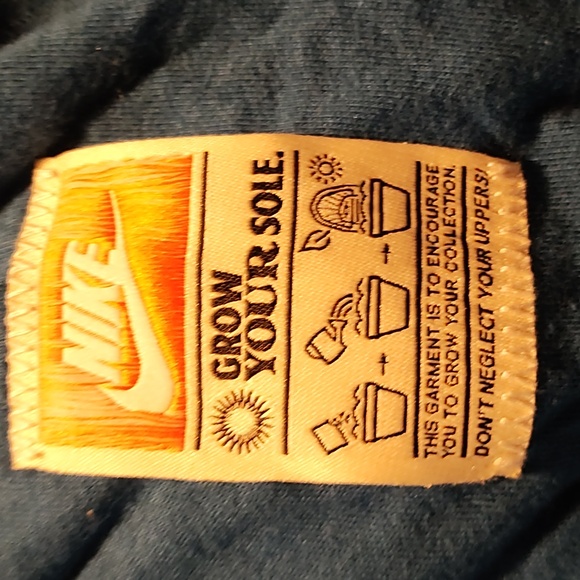 NIKE
GROW
YOUR SOLE.
THIS GARMENT IS TO ENCOURAGE
YOU TO GROW YOUR COLLECTION.
DON'T NEGLECT YOUR UPPERS!